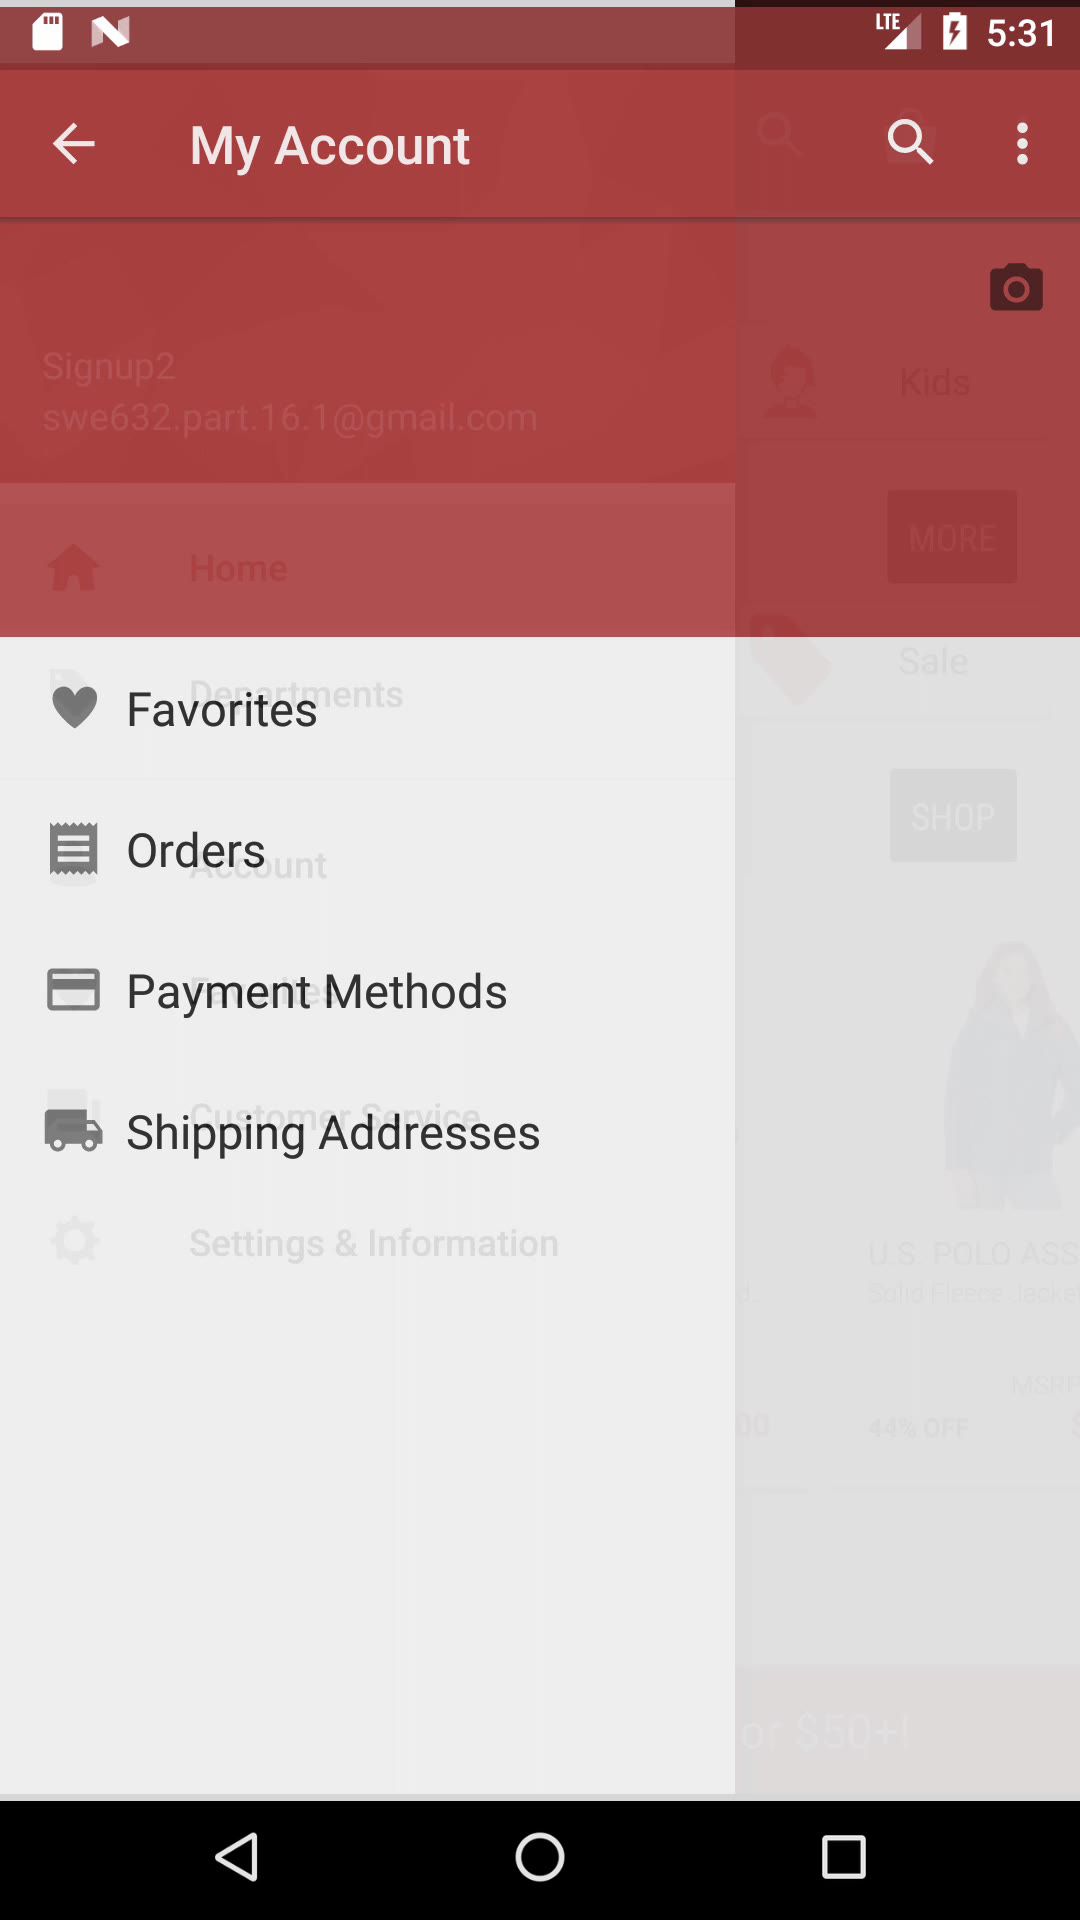 LTE 5:31
My Account
Signup2
swe632.part.16.1@gmail.com
Kids
MORE
Home
Sale
Departments
Favorites
SHOP
Orders
Account
Payment Methods
Favorites
Customer Service
Shipping Addresses
Settings & Information
U.S. POLO ASS
d.
Solid Fleece Jacke
MSRP
00
44% OFF
$
or $50+!